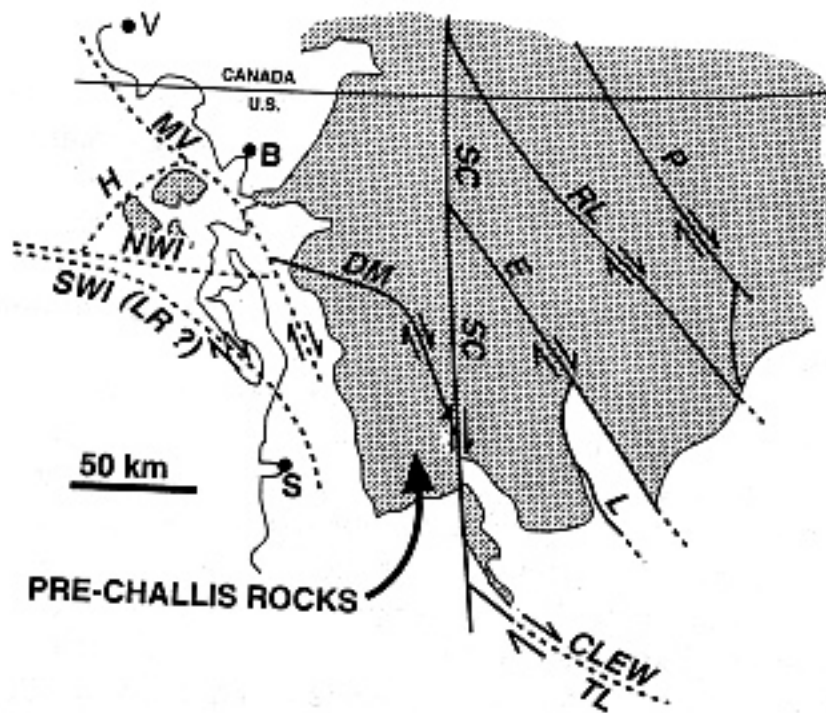 V
CANADA
U.S.
MV
B
H
SC
RL
P
NWI
DM
E
SWI (LR ?)
SC
50 km
S
L
PRE-CHALLIS ROCKS
CLEW
TL